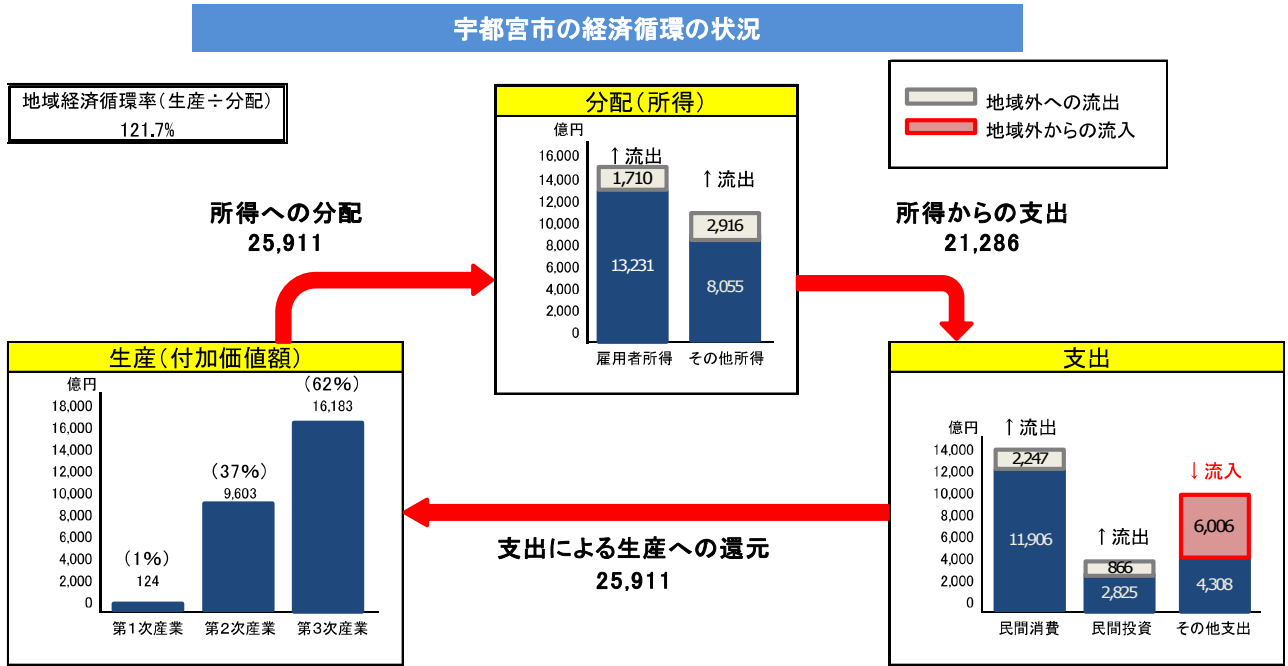 宇都宮市の経済循環の状況
地域経済循環率(生産÷分配)
121.7%
地域外への流出
地域外からの流入
分配(所得)
億円
16,000
14,000
12,000
10,000
8,000
6,000
4,000
2,000
0
↑流出
1,710
13,231
↑流出
2,916
8,055
雇用者所得
その他所得
所得への分配
25,911
所得からの支出
21,286
生産(付加価値額)
億円
18,000
16,000
14,000
12,000
10,000
8,000
6,000
4,000
2,000
0
(1%)
124
(37%)
9,603
(62%)
16,183
第1次産業
第2次産業
第3次産業
支出による生産への還元
25,911
支出
億円
14,000
12,000
10,000
8,000
6,000
4,000
2,000
0
↑流出
2,247
11,906
↑流出
866
2,825
↓流入
6,006
4,308
民間消費
民間投資
その他支出